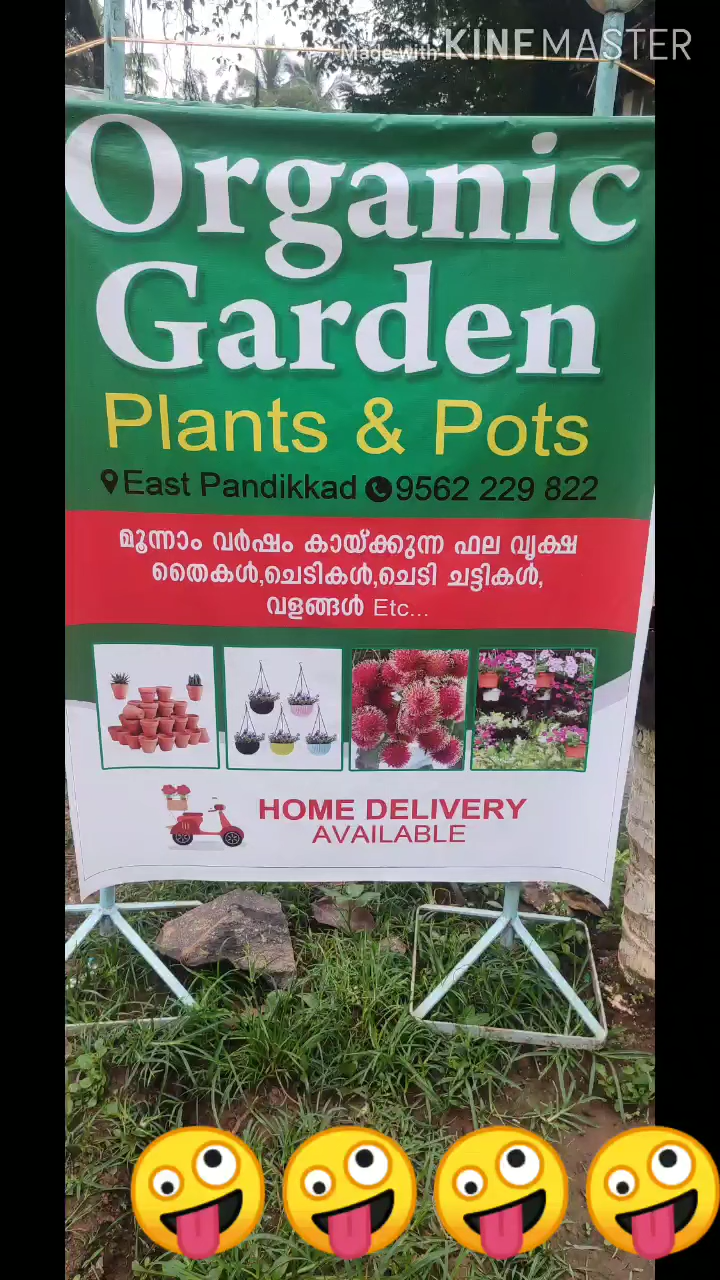 Made with KINEMASTER
Organic
Garden
Plants & Pots
East Pandikkad 9562 229 822
മൂന്നാം വർഷം കായ്ക്കുന്ന ഫല വൃക്ഷ
തൈകൾ,ചെടികൾ,ചെടി ചട്ടികൾ,
വളങ്ങൾ Etc...
HOME DELIVERY
AVAILABLE